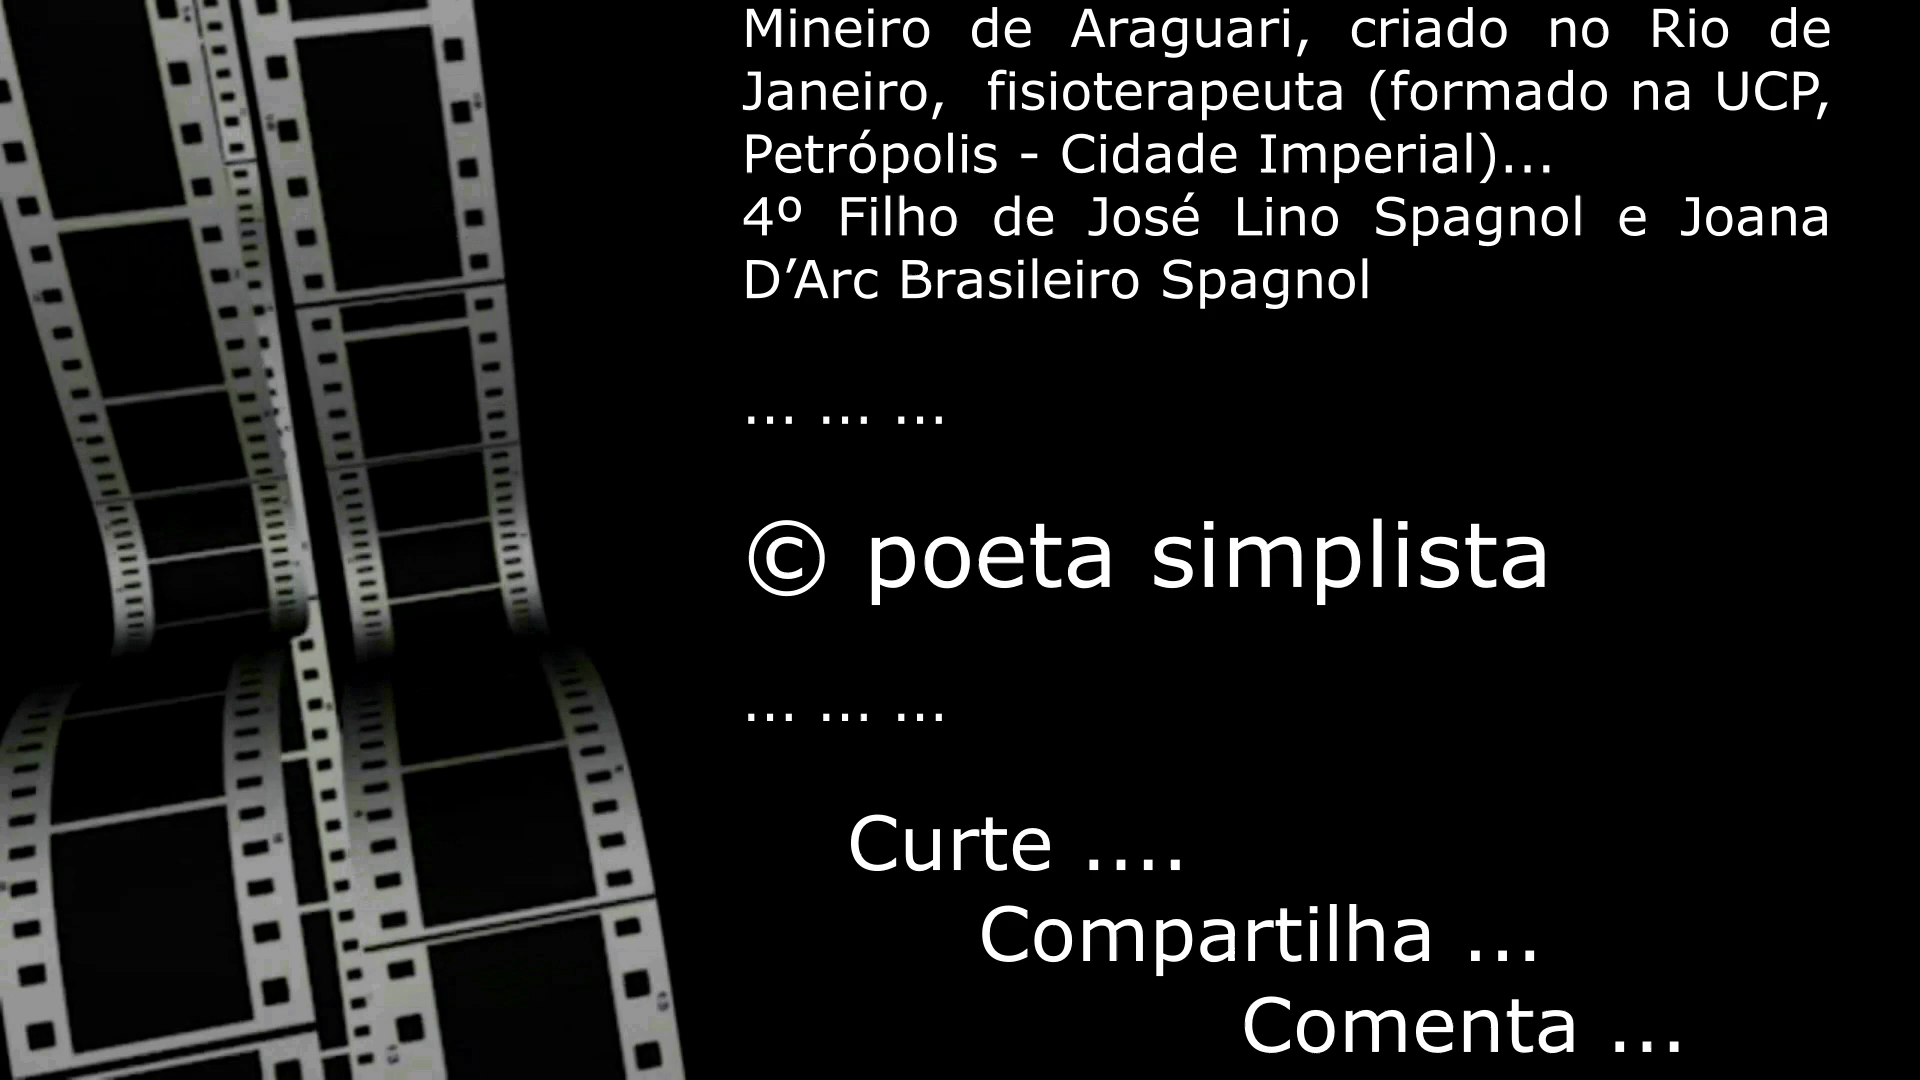 Mineiro de Araguari, criado no Rio de
Janeiro, fisioterapeuta (formado na UCP,
Petrópolis - Cidade Imperial)...
4º Filho de José Lino Spagnol e Joana
D’Arc Brasileiro Spagnol
... ... ...
© poeta simplista
... ... ...
Curte ....
Compartilha ...
Comenta ...